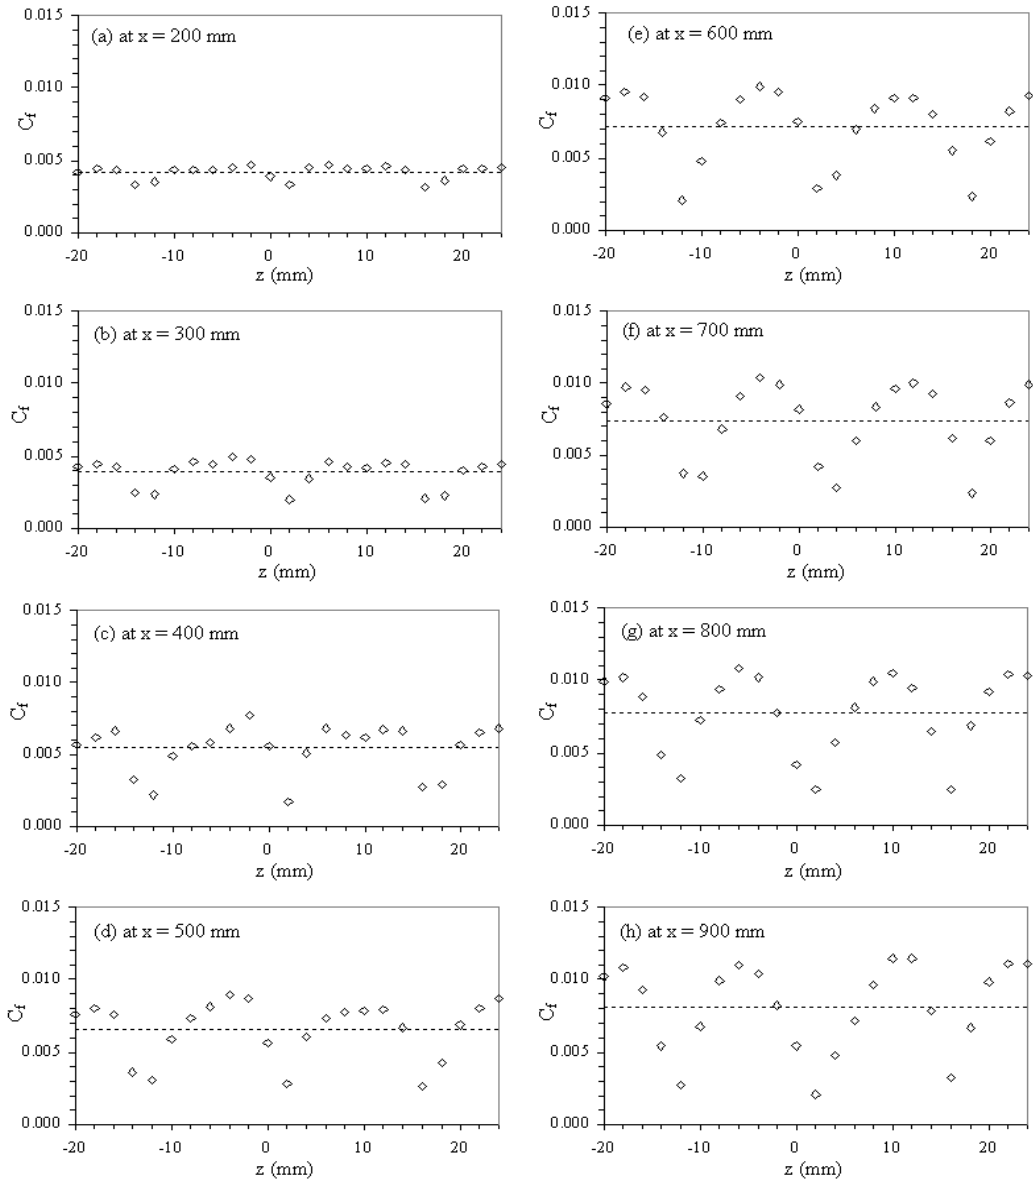 0.015
(a) at x = 200 mm
0.010
Cf
0.005
0.000
-20 -10 0 10 20
z (mm)
0.015
(b) at x = 300 mm
0.010
Cf
0.005
0.000
-20 -10 0 10 20
z (mm)
0.015
(c) at x = 400 mm
0.010
Cf
0.005
0.000
-20 -10 0 10 20
z (mm)
0.015
(d) at x = 500 mm
0.010
Cf
0.005
0.000
-20 -10 0 10 20
z (mm)
0.015
(e) at x = 600 mm
0.010
Cf
0.005
0.000
-20 -10 0 10 20
z (mm)
0.015
(f) at x = 700 mm
0.010
Cf
0.005
0.000
-20 -10 0 10 20
z (mm)
0.015
(g) at x = 800 mm
0.010
Cf
0.005
0.000
-20 -10 0 10 20
z (mm)
0.015
(h) at x = 900 mm
0.010
Cf
0.005
0.000
-20 -10 0 10 20
z (mm)